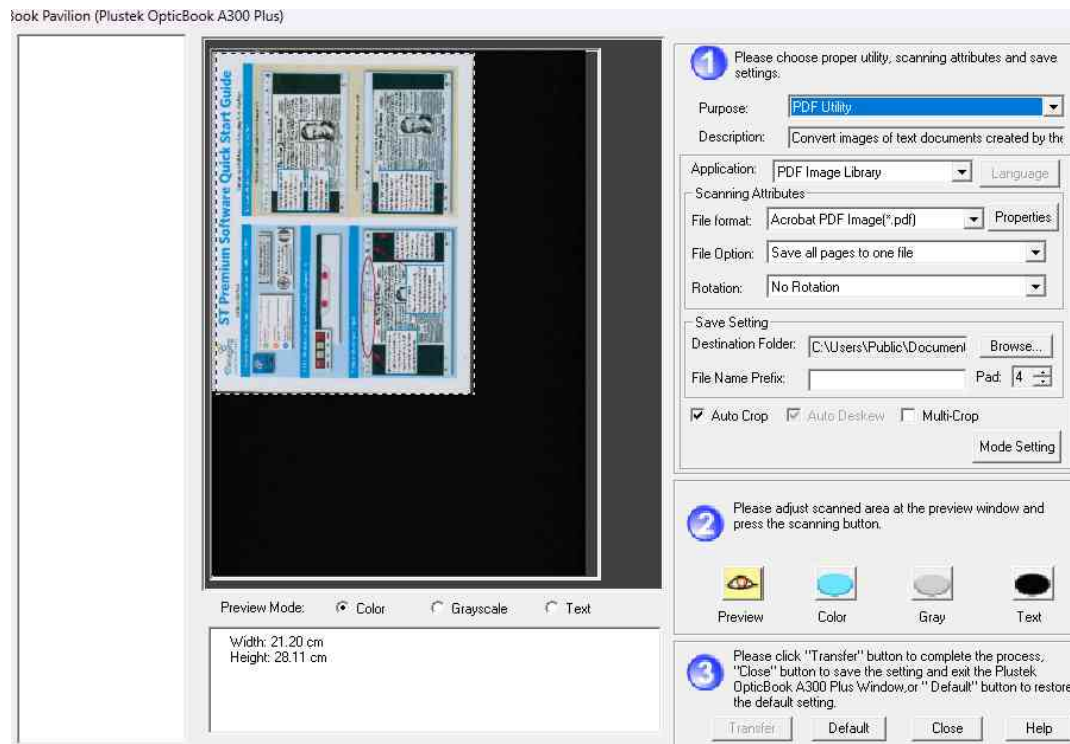 Book Pavilion (Plustek OpticBook A300 Plus)
ST Premium Software Quick Start Guide
1
Please choose proper utility, scanning attributes and save
settings.
Purpose: PDF Utility
Description: Convert images of text documents created by the
Application: PDF Image Library Language
Scanning Attributes
File format: Acrobat PDF Image(*.pdf) Properties
File Option: Save all pages to one file
Rotation: No Rotation
Save Setting
Destination Folder: C:\Users\Public\Document Browse...
File Name Prefix: Pad: 4
Auto Crop Auto Deskew Multi-Crop
Mode Setting
2
Please adjust scanned area at the preview window and
press the scanning button.
Preview Color Gray Text
Preview Mode: Color Grayscale Text
Width: 21.20 cm
Height: 28.11 cm
3
Please click "Transfer" button to complete the process,
"Close" button to save the setting and exit the Plustek
OpticBook A300 Plus Window,or " Default" button to restore
the default setting.
Transfer Default Close Help